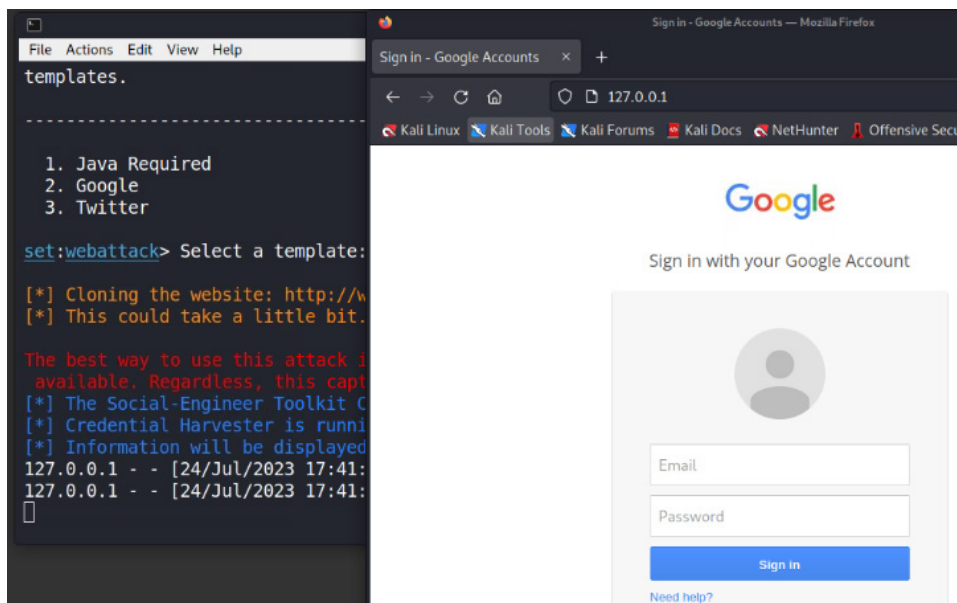 File Actions Edit View Help
templates.
1. Java Required
2. Google
3. Twitter
set:webattack> Select a template:
[*] Cloning the website: http://w
[*] This could take a little bit.
The best way to use this attack i
available. Regardless, this capt
[*] The Social-Engineer Toolkit C
[*] Credential Harvester is runni
[*] Information will be displayed
127.0.0.1 - - [24/Jul/2023 17:41:
127.0.0.1 - - [24/Jul/2023 17:41:
Sign in - Google Accounts — Mozilla Firefox
Sign in - Google Accounts × +
127.0.0.1
Kali Linux Kali Tools Kali Forums Kali Docs NetHunter Offensive Secu
Google
Sign in with your Google Account
Email
Password
Sign in
Need help?